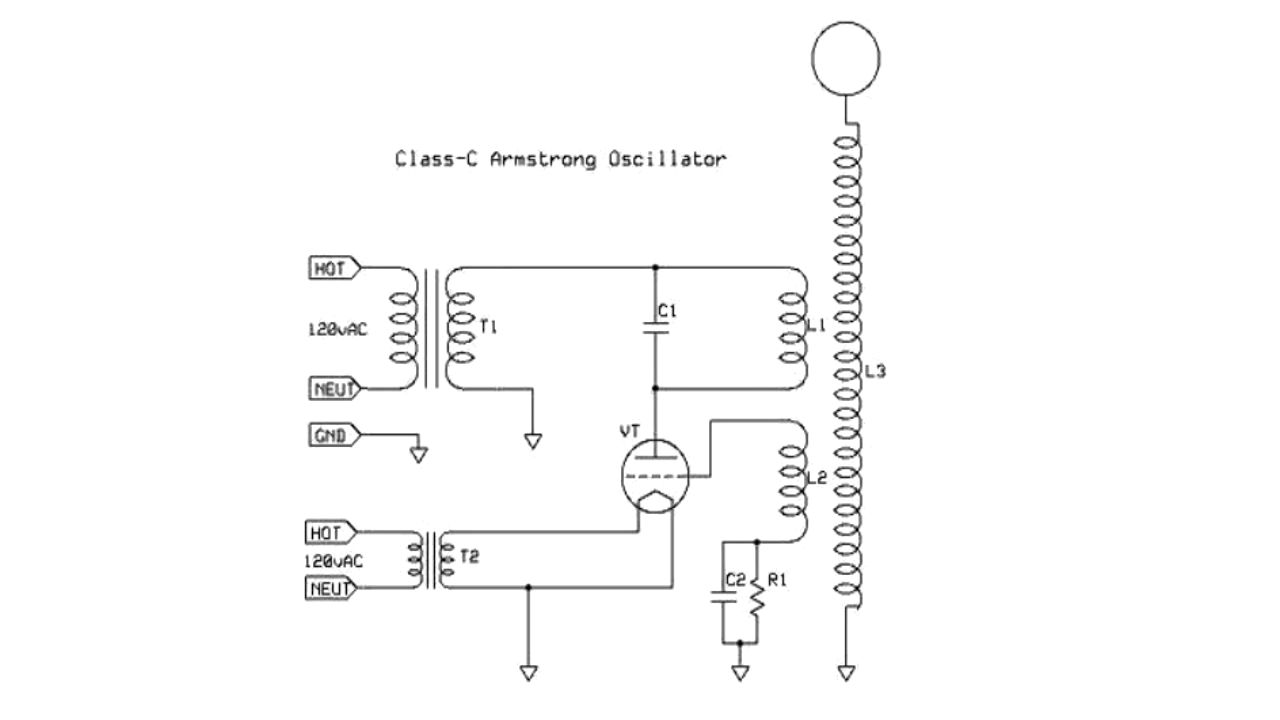 Class-C Armstrong Oscillator
HOT
120vAC
NEUT
GND
T1
C1
L1
L3
VT
L2
HOT
120vAC
NEUT
T2
C2
R1